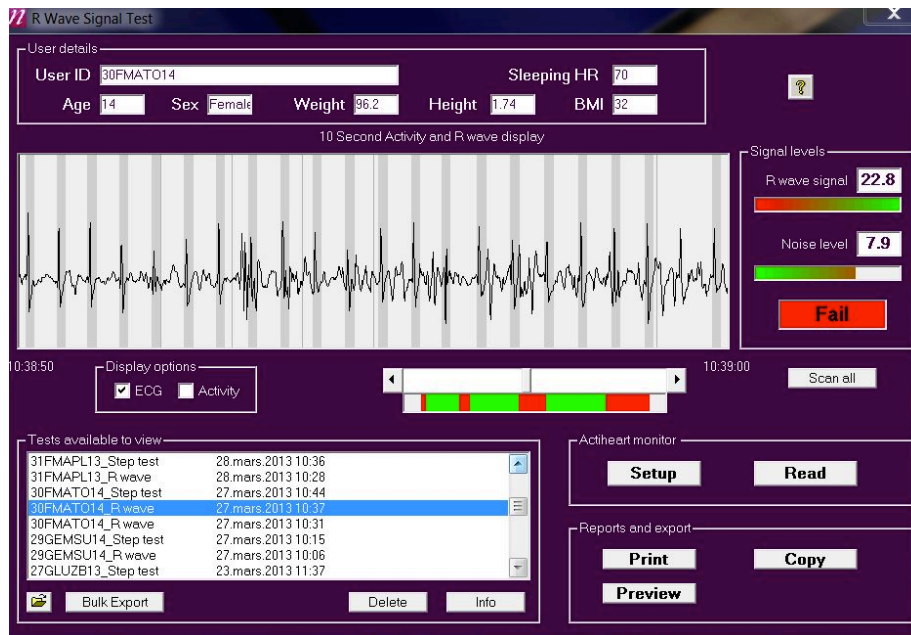 R Wave Signal Test
User details
User ID 30FMATO14 Sleeping HR 70
Age 14 Sex Female Weight 96.2 Height 1.74 BMI 32
?
10 Second Activity and R wave display
Signal levels
R wave signal 22.8
Noise level 7.9
Fail
10:38:50
10:39:00
Display options
ECG Activity
Scan all
Tests available to view
31FMAPL13_Step test 28.mars.2013 10:36
31FMAPL13_R wave 28.mars.2013 10:28
30FMATO14_Step test 27.mars.2013 10:44
30FMATO14_R wave 27.mars.2013 10:37
30FMATO14_R wave 27.mars.2013 10:31
29GEMSU14_Step test 27.mars.2013 10:15
29GEMSU14_R wave 27.mars.2013 10:06
27GLUZB13_Step test 23.mars.2013 11:37
Bulk Export Delete Info
Actiheart monitor
Setup Read
Reports and export
Print Copy
Preview